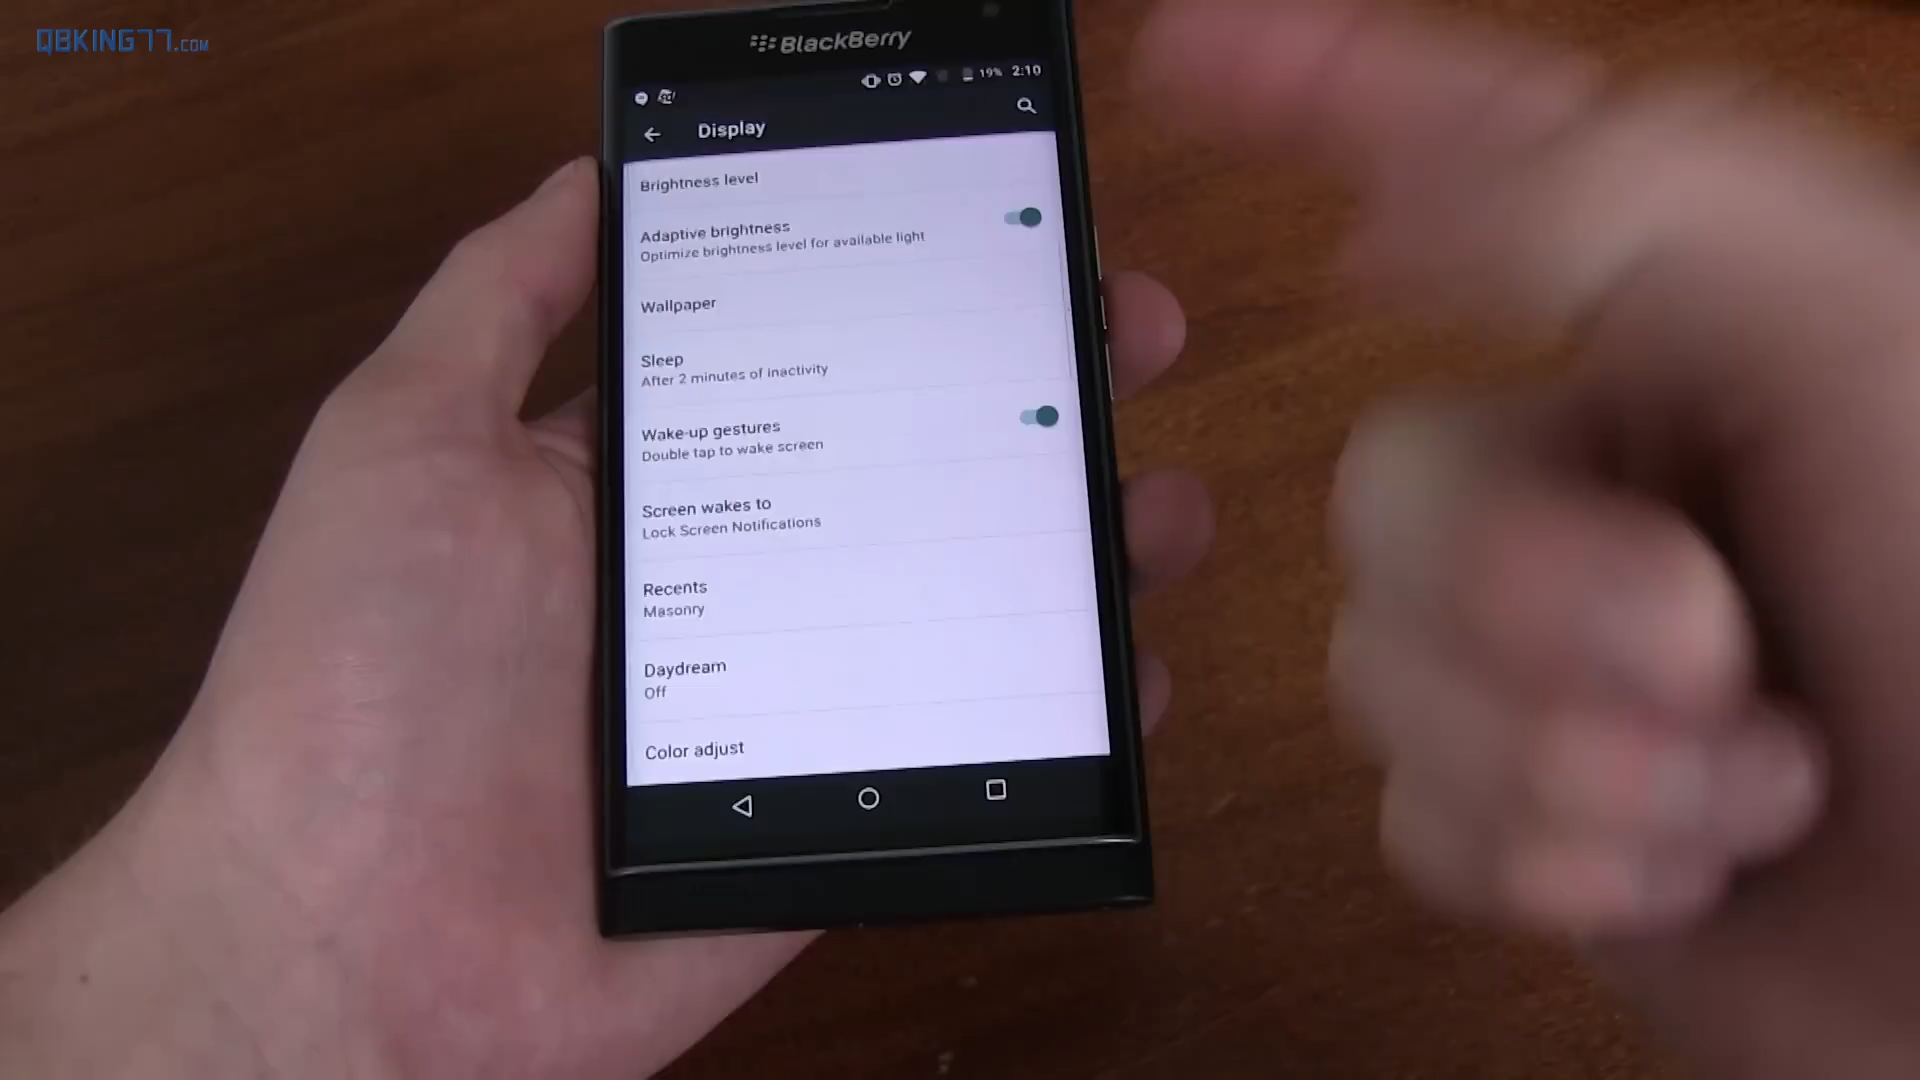 QBKING77.COM
BlackBerry
19% 2:10
Display
Brightness level
Adaptive brightness
Optimize brightness level for available light
Wallpaper
Sleep
After 2 minutes of inactivity
Wake-up gestures
Double tap to wake screen
Screen wakes to
Lock Screen Notifications
Recents
Masonry
Daydream
Off
Color adjust